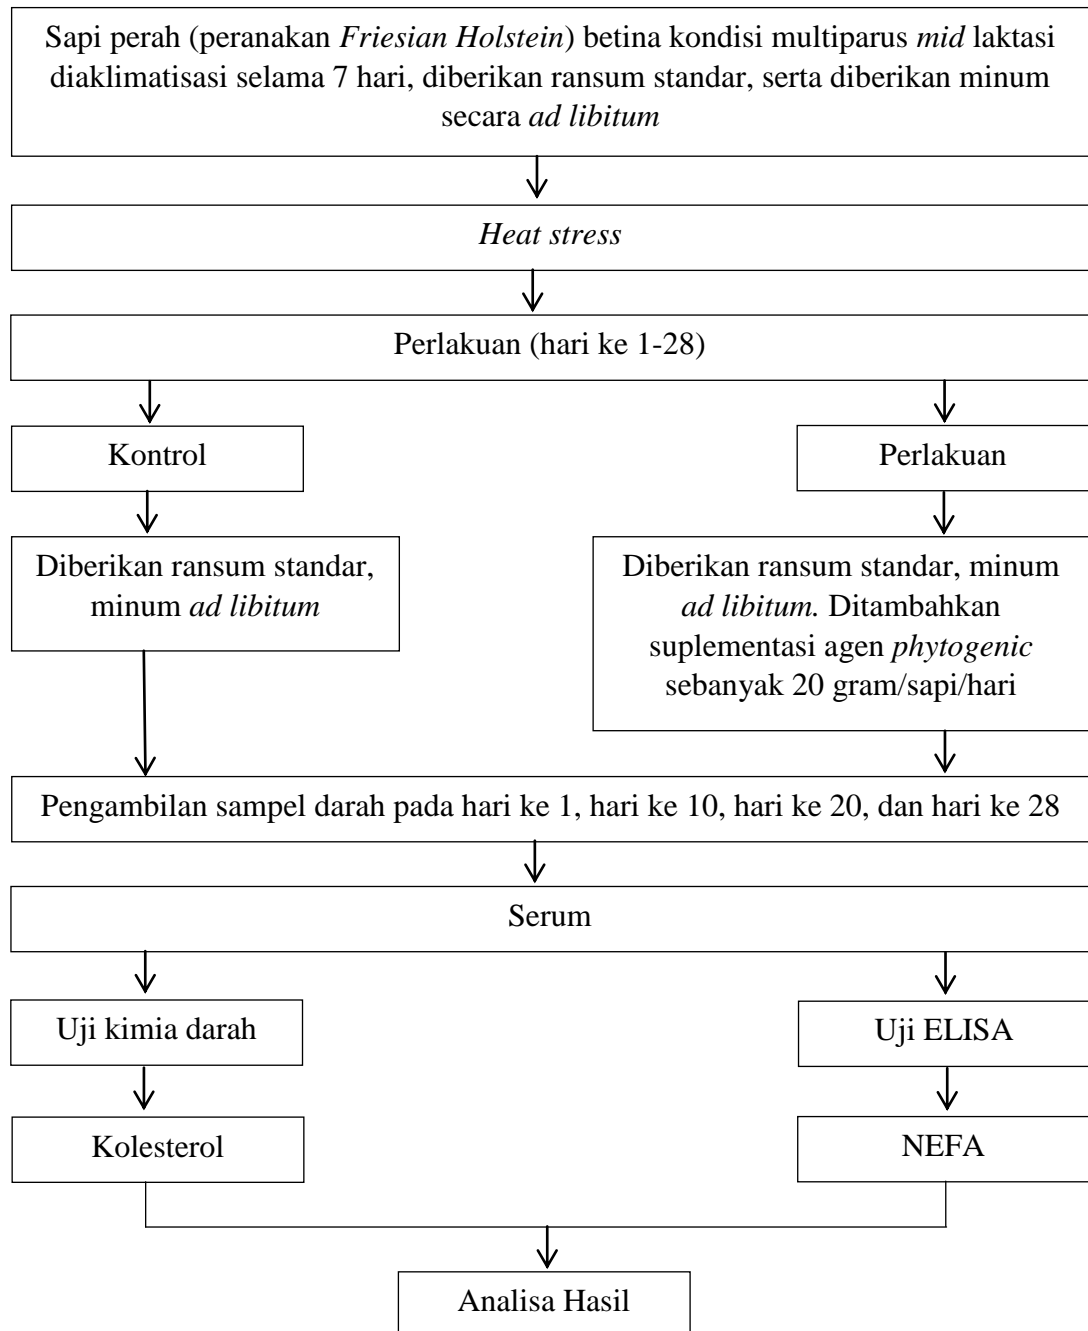 Sapi perah (peranakan Friesian Holstein) betina kondisi multiparus mid laktasi
diaklimatisasi selama 7 hari, diberikan ransum standar, serta diberikan minum
secara ad libitum
Heat stress
Perlakuan (hari ke 1-28)
Kontrol
Perlakuan
Diberikan ransum standar,
minum ad libitum
Diberikan ransum standar, minum
ad libitum. Ditambahkan
suplementasi agen phytogenic
sebanyak 20 gram/sapi/hari
Pengambilan sampel darah pada hari ke 1, hari ke 10, hari ke 20, dan hari ke 28
Serum
Uji kimia darah
Uji ELISA
Kolesterol
NEFA
Analisa Hasil